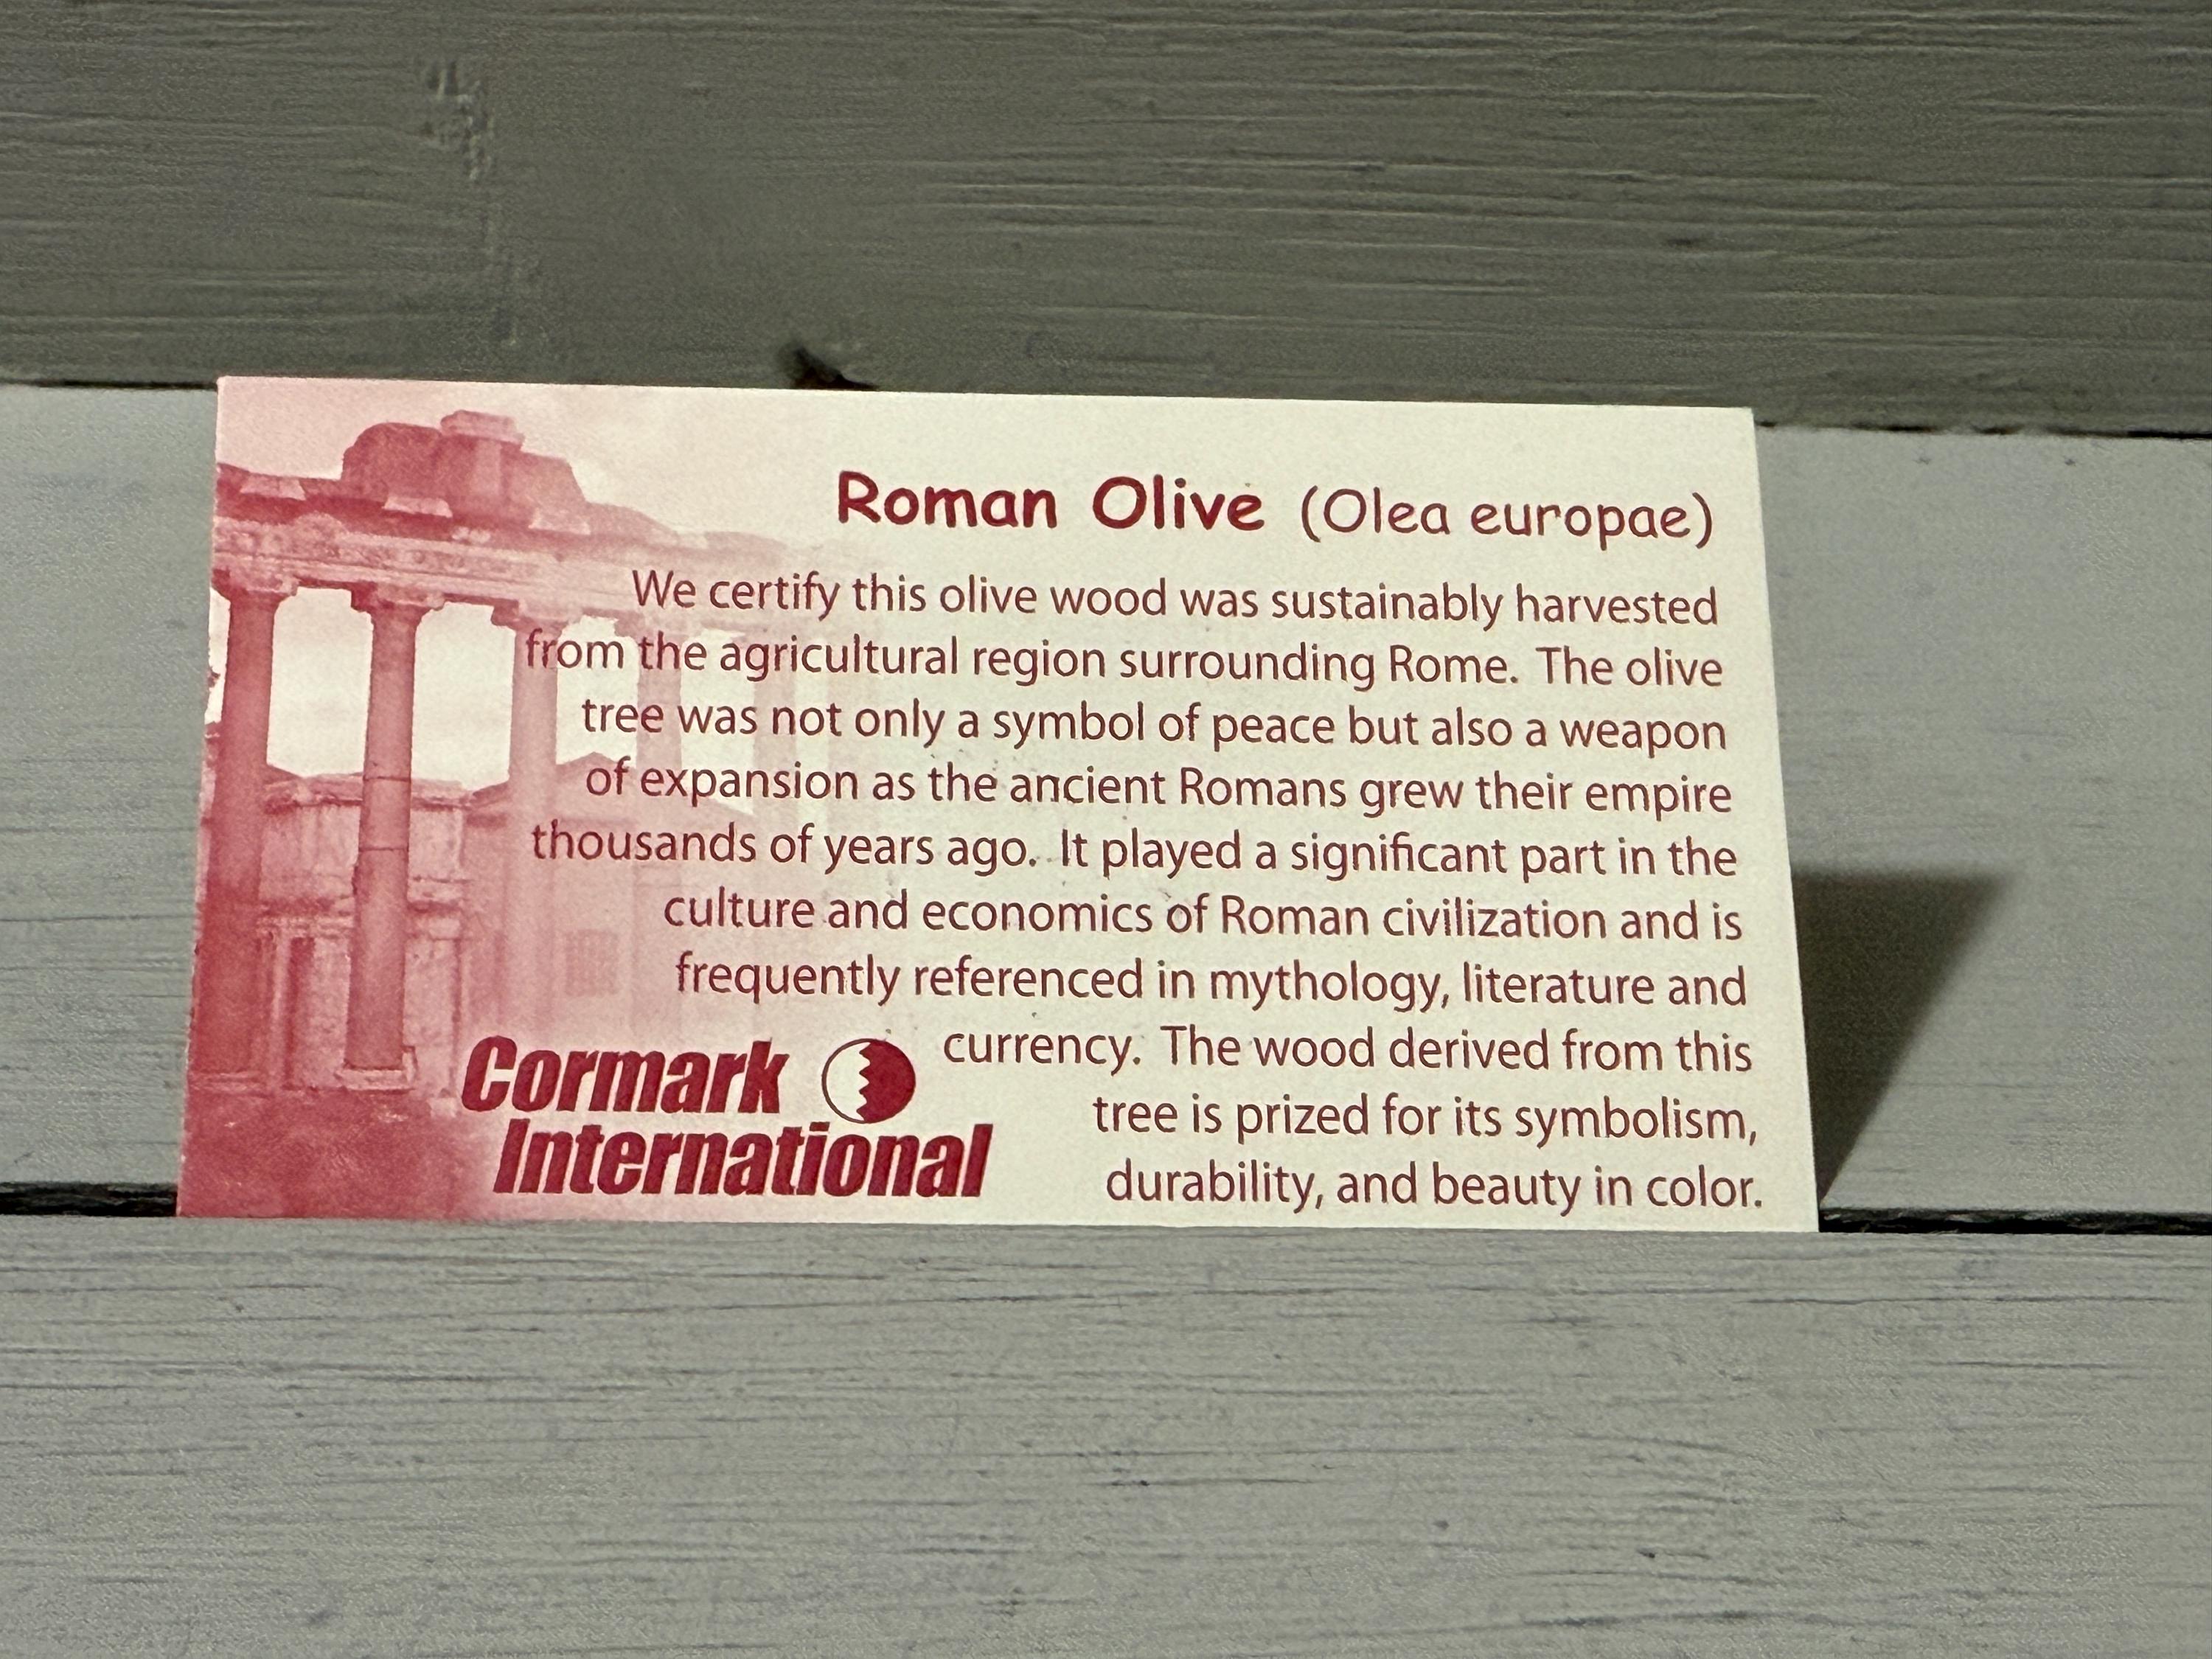 Roman Olive (Olea europae)
We certify this olive wood was sustainably harvested
from the agricultural region surrounding Rome. The olive
tree was not only a symbol of peace but also a weapon
of expansion as the ancient Romans grew their empire
thousands of years ago. It played a significant part in the
culture and economics of Roman civilization and is
frequently referenced in mythology, literature and
currency. The wood derived from this
tree is prized for its symbolism,
durability, and beauty in color.
Cormark
International